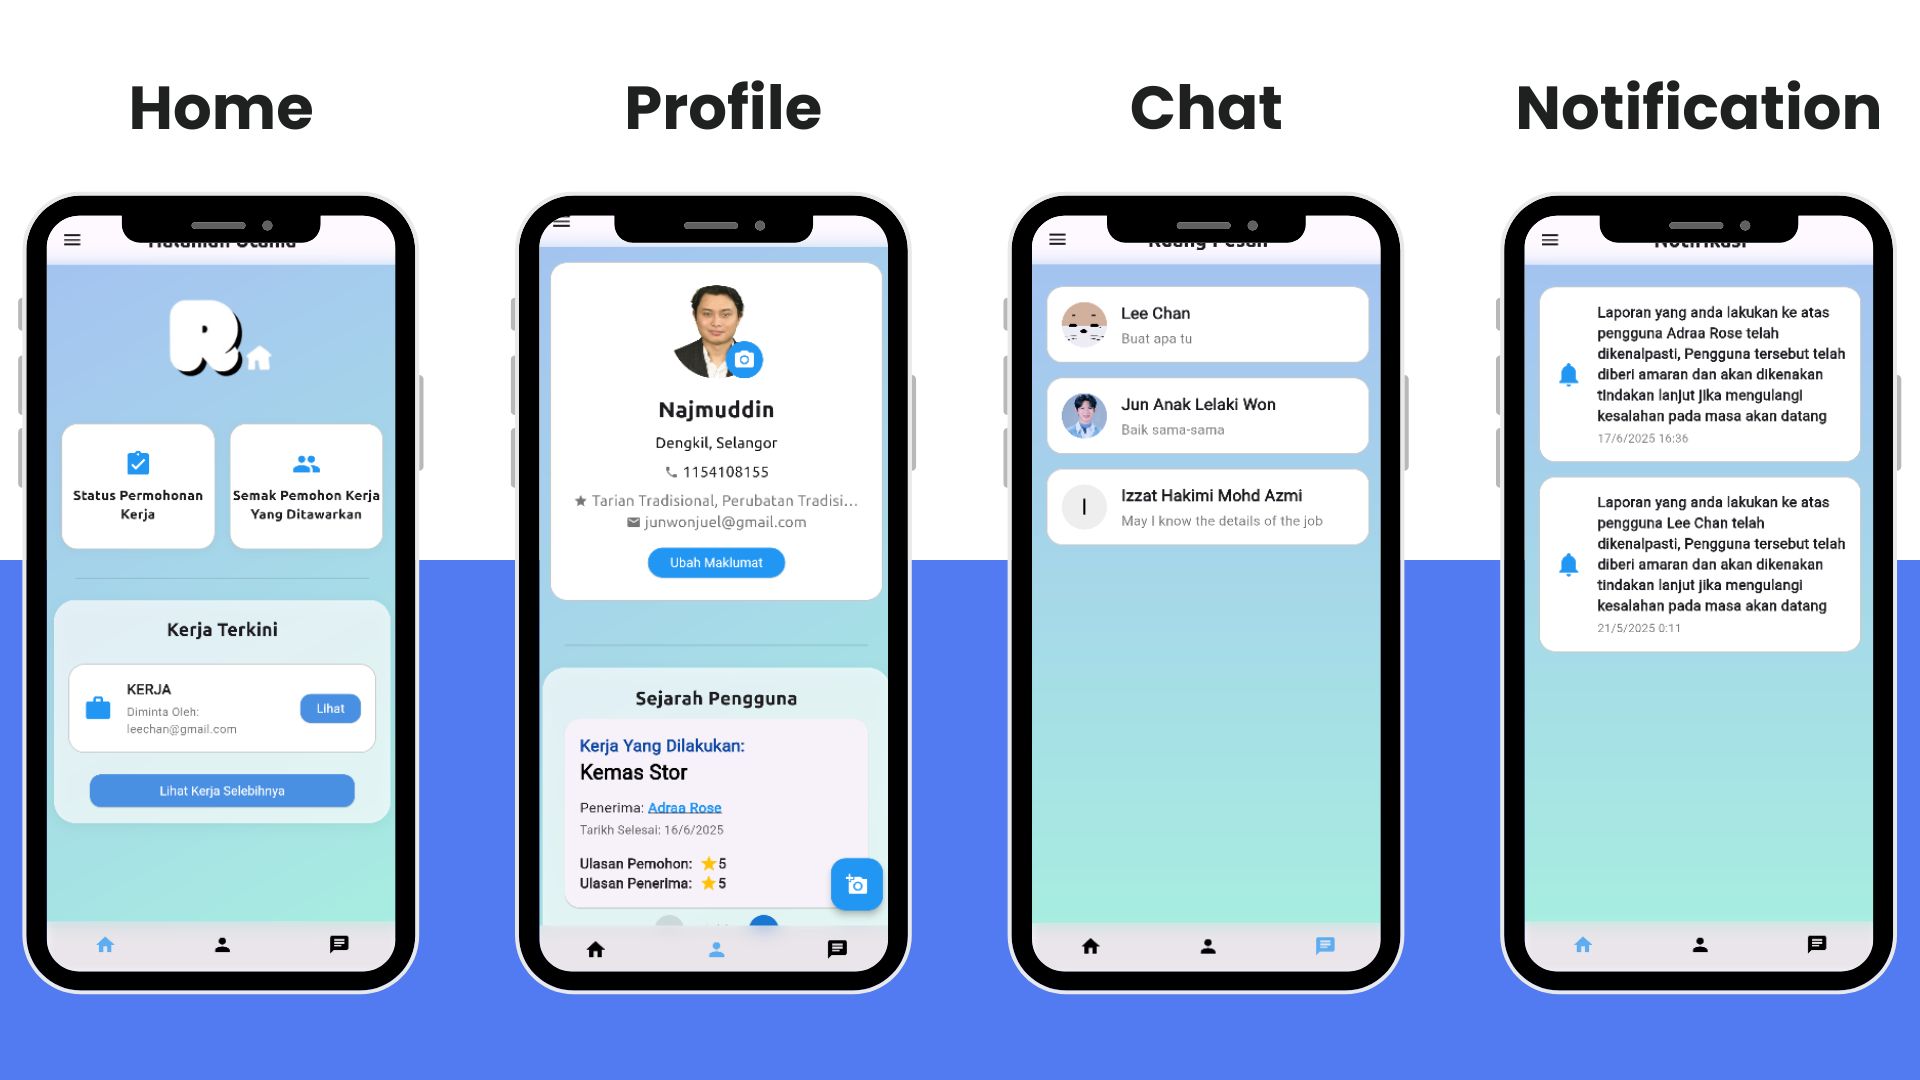 Home
Profile
Chat
Notification
R
Status Permohonan
Kerja
Semak Pemohon Kerja
Yang Ditawarkan
Kerja Terkini
KERJA
Diminta Oleh:
leechan@gmail.com
Lihat
Lihat Kerja Selebihnya
Najmuddin
Dengkil, Selangor
1154108155
Tarian Tradisional, Perubatan Tradisi...
junwonjuel@gmail.com
Ubah Maklumat
Sejarah Pengguna
Kerja Yang Dilakukan:
Kemas Stor
Penerima: Adraa Rose
Tarikh Selesai: 16/6/2025
Ulasan Pemohon: 5
Ulasan Penerima: 5
Ruang Pesan
Lee Chan
Buat apa tu
Jun Anak Lelaki Won
Baik sama-sama
I
Izzat Hakimi Mohd Azmi
May I know the details of the job
Notifikasi
Laporan yang anda lakukan ke atas
pengguna Adraa Rose telah
dikenalpasti, Pengguna tersebut telah
diberi amaran dan akan dikenakan
tindakan lanjut jika mengulangi
kesalahan pada masa akan datang
17/6/2025 16:36
Laporan yang anda lakukan ke atas
pengguna Lee Chan telah
dikenalpasti, Pengguna tersebut telah
diberi amaran dan akan dikenakan
tindakan lanjut jika mengulangi
kesalahan pada masa akan datang
21/5/2025 0:11